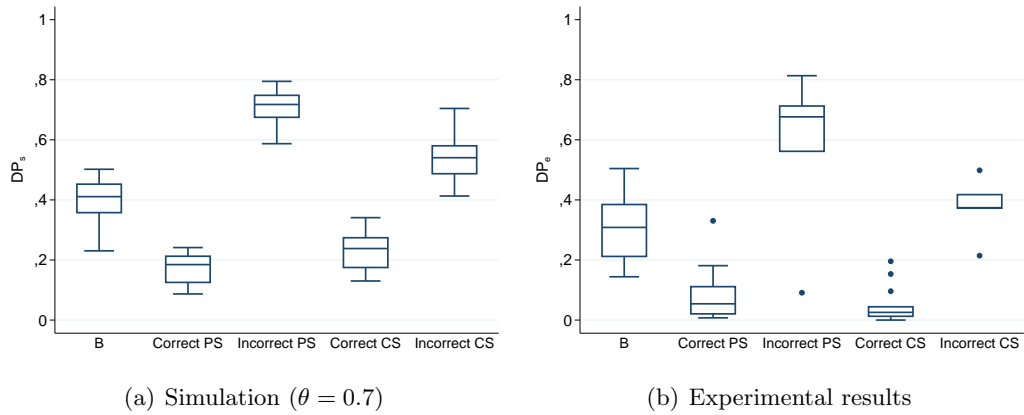 1
,8
,6
,4
,2
0
DPs
B Correct PS Incorrect PS Correct CS Incorrect CS
(a) Simulation (θ = 0.7)
1
,8
,6
,4
,2
0
DPe
B Correct PS Incorrect PS Correct CS Incorrect CS
(b) Experimental results